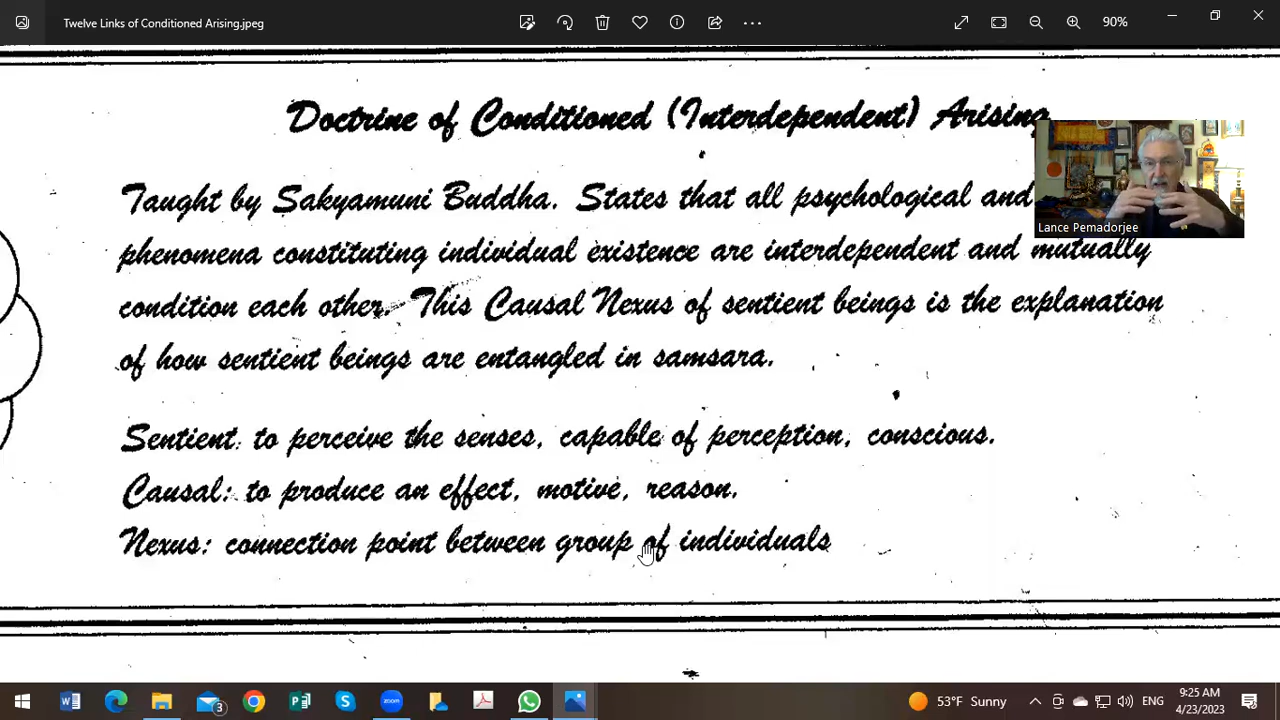 Twelve Links of Conditioned Arising.jpeg
90%
Doctrine of Conditioned (Interdependent) Arising
Taught by Sakyamuni Buddha. States that all psychological and
phenomena constituting individual existence are interdependent and mutually
condition each other. This Causal Nexus of sentient beings is the explanation
of how sentient beings are entangled in samsara.
Sentient: to perceive the senses, capable of perception, conscious.
Causal: to produce an effect, motive, reason.
Nexus: connection point between group of individuals
Lance Pemadorjee
3
53°F Sunny
ENG
9:25 AM
4/23/2023